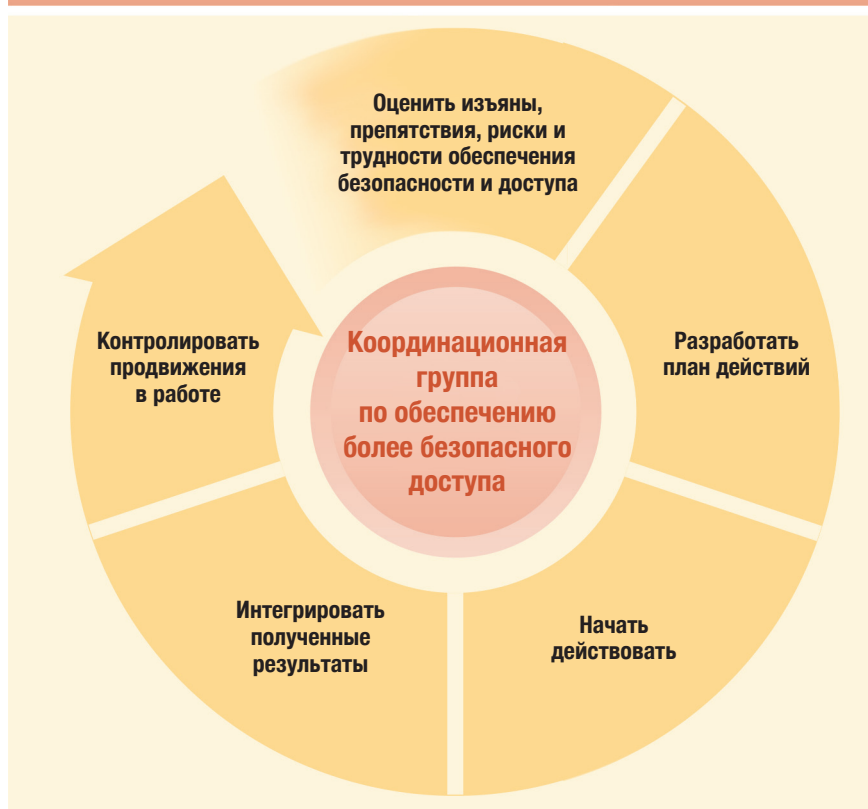 Оценить изъяны,
препятствия, риски и
трудности обеспечения
безопасности и доступа
Разработать
план действий
Начать
действовать
Интегрировать
полученные
результаты
Контролировать
продвижения
в работе
Координационная
группа
по обеспечению
более безопасного
доступа